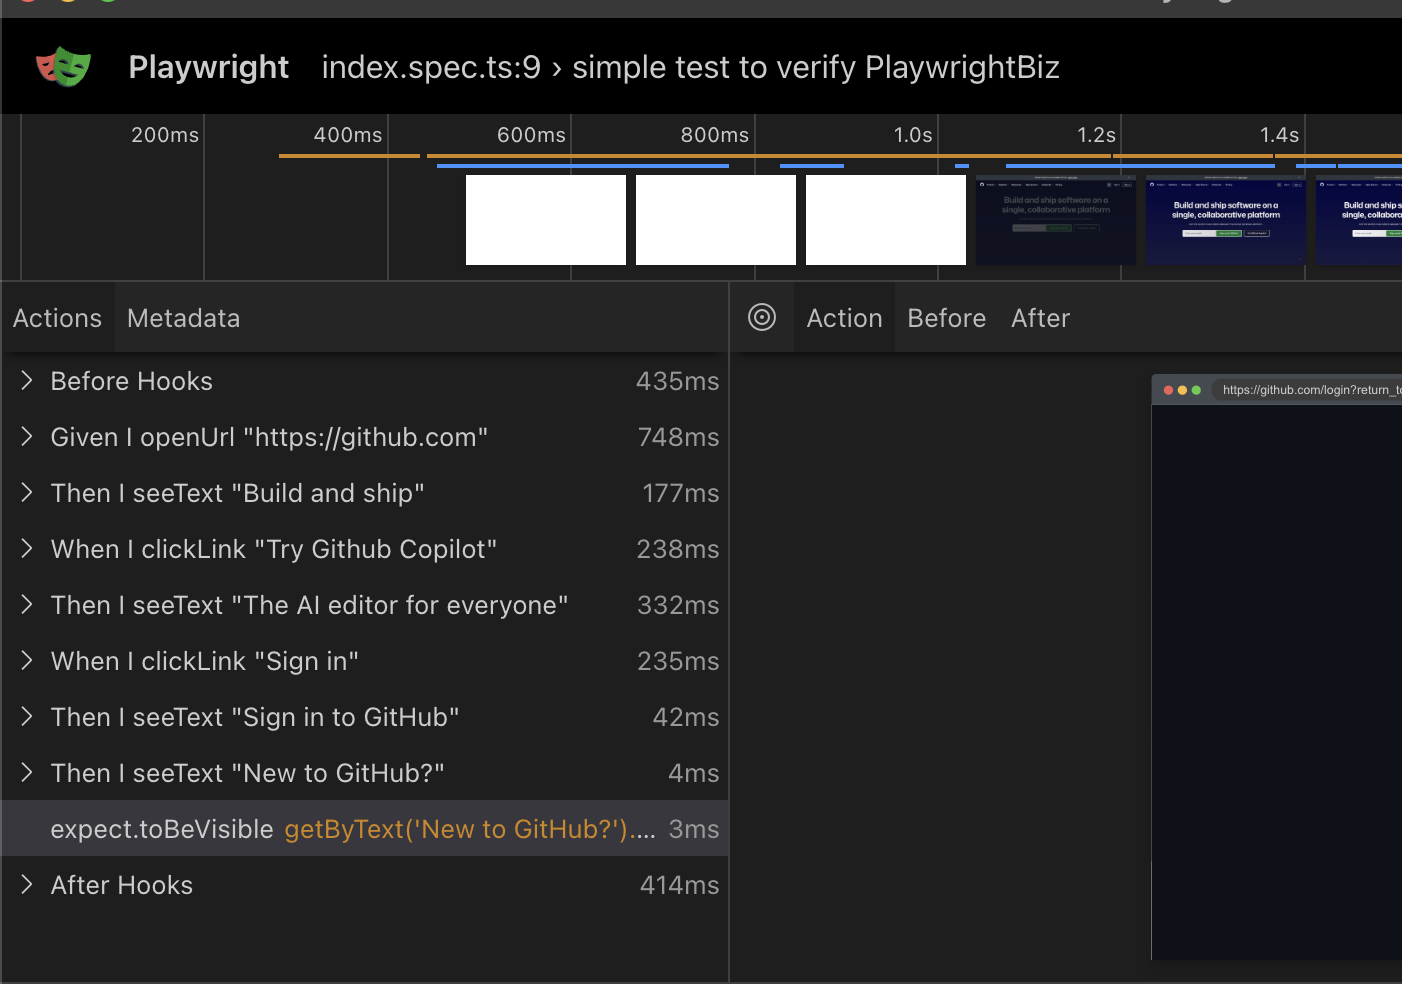 Playwright index.spec.ts:9 › simple test to verify PlaywrightBiz
200ms 400ms 600ms 800ms 1.0s 1.2s 1.4s
Build and ship software on a
single, collaborative platform
Build and ship software on a
single, collaborative platform
Build and ship s
single, collabora
Actions Metadata
Action Before After
Before Hooks 435ms
https://github.com/login?return_to
Given I openUrl "https://github.com" 748ms
Then I seeText "Build and ship" 177ms
When I clickLink "Try Github Copilot" 238ms
Then I seeText "The AI editor for everyone" 332ms
When I clickLink "Sign in" 235ms
Then I seeText "Sign in to GitHub" 42ms
Then I seeText "New to GitHub?" 4ms
expect.toBeVisible getByText('New to GitHub?').... 3ms
After Hooks 414ms